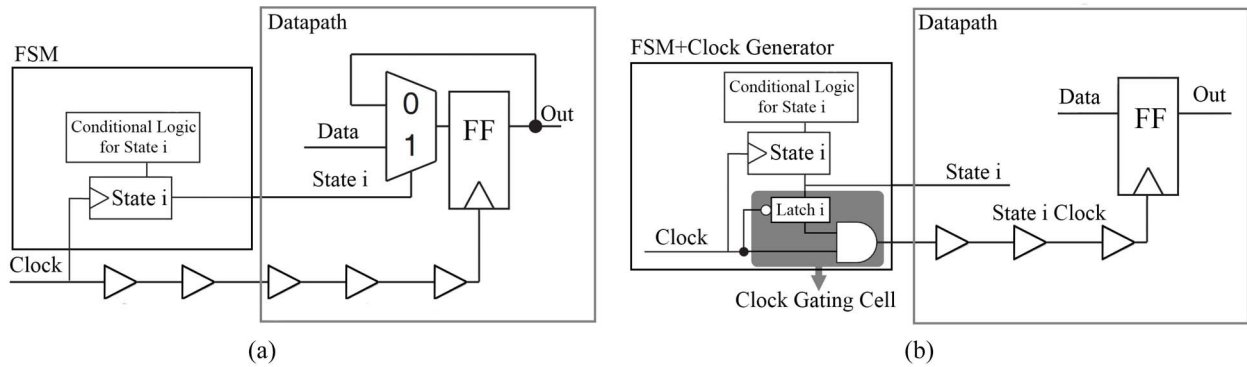 Datapath
FSM
Conditional Logic
for State i
State i
Clock
0
1
Data
State i
FF
Out
(a)
Datapath
FSM+Clock Generator
Conditional Logic
for State i
State i
State i
Latch i
Clock
State i Clock
Clock Gating Cell
Data
FF
Out
(b)